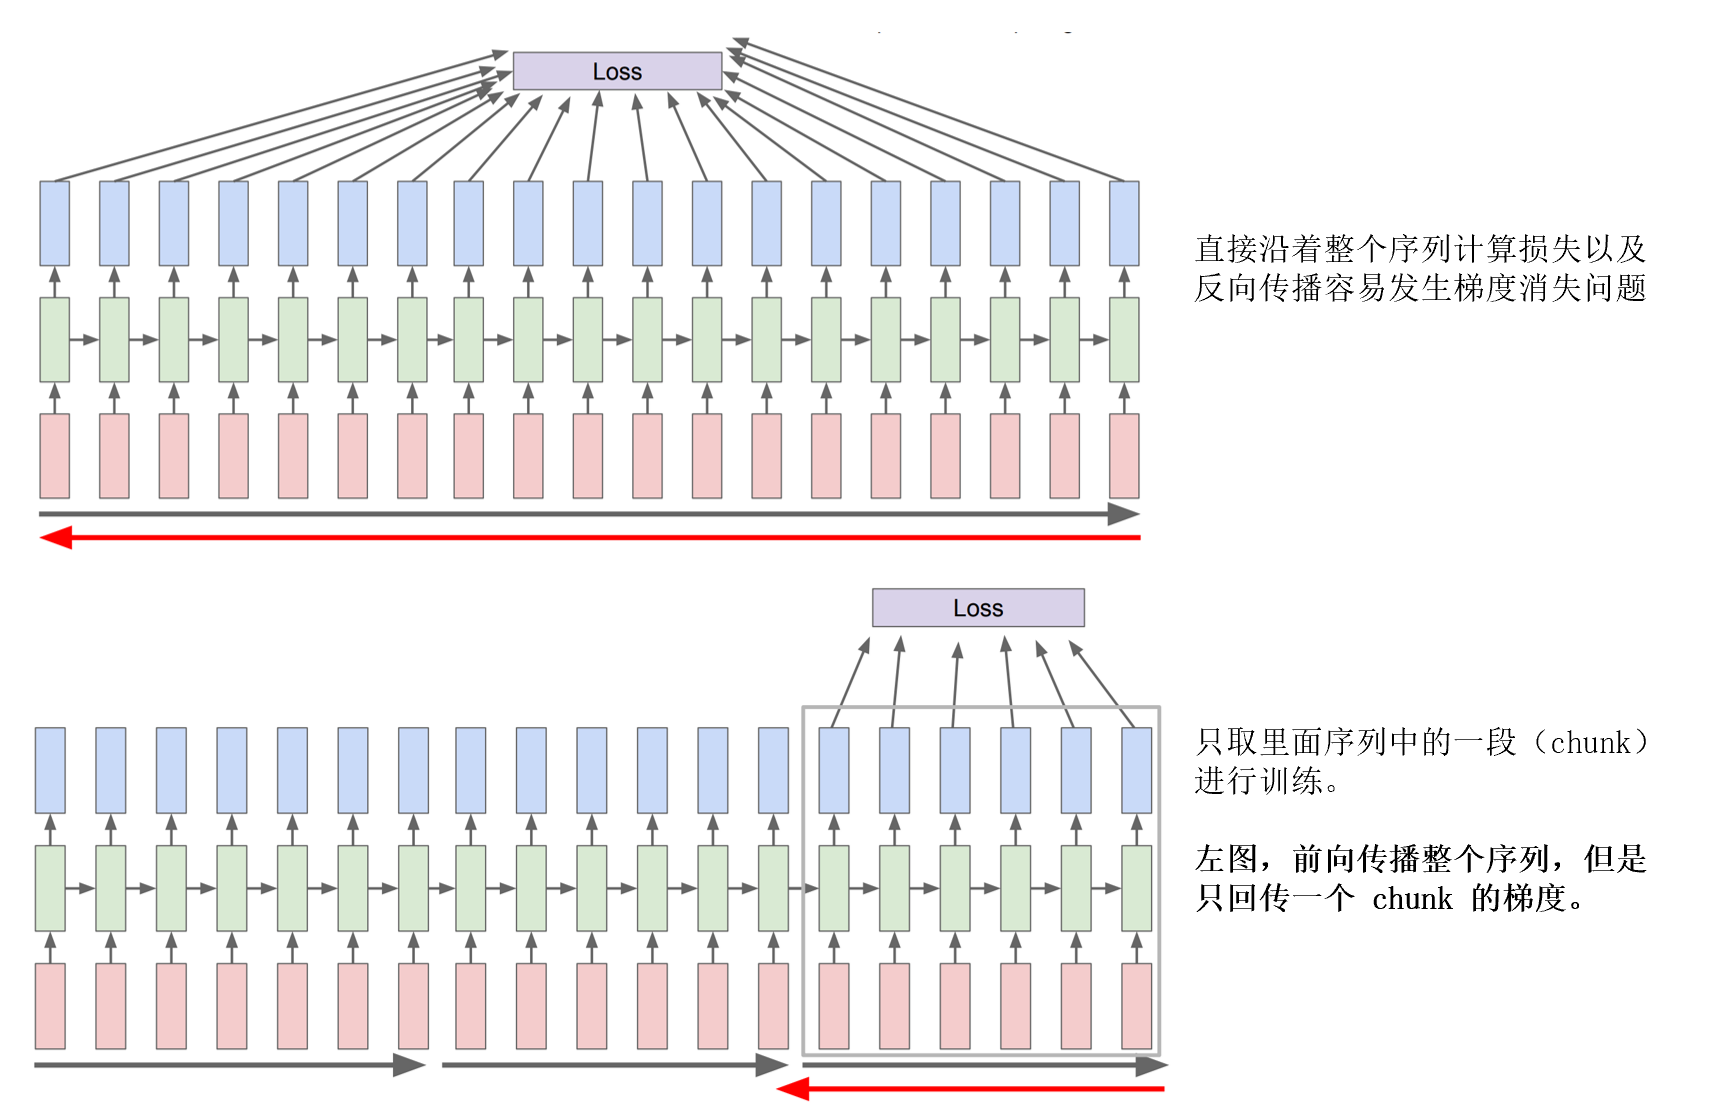 Loss
直接沿着整个序列计算损失以及
反向传播容易发生梯度消失问题
Loss
只取里面序列中的一段（chunk）
进行训练。
左图，前向传播整个序列，但是
只回传一个 chunk 的梯度。